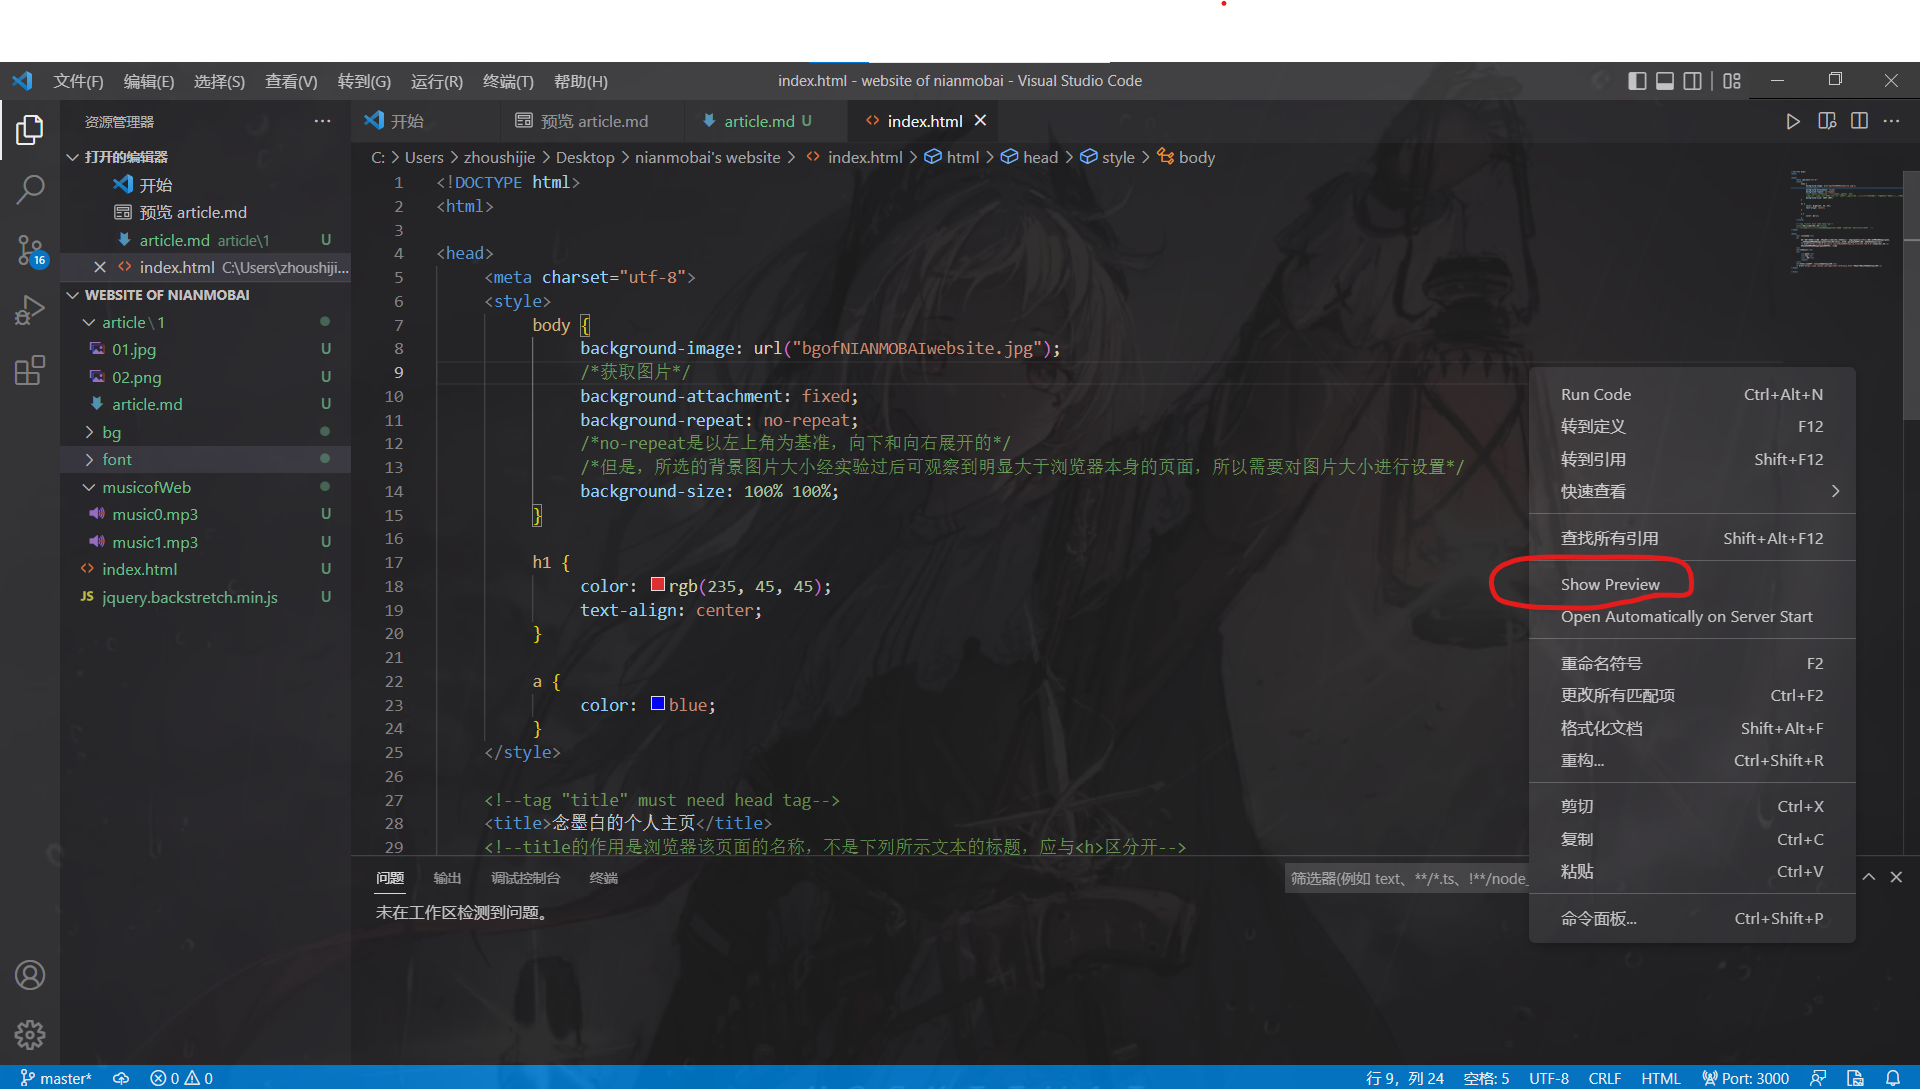 文件(F) 编辑(E) 选择(S) 查看(V) 转到(G) 运行(R) 终端(T) 帮助(H)
index.html - website of nianmobai - Visual Studio Code
资源管理器
开始
预览 article.md
article.md U
index.html
打开的编辑器
开始
预览 article.md
article.md article\1 U
index.html C:\Users\zhoushiji...
16
WEBSITE OF NIANMOBAI
article\1
01.jpg U
02.png U
article.md U
bg
font
musicofWeb
music0.mp3 U
music1.mp3 U
index.html U
JS jquery.backstretch.min.js U
C: > Users > zhoushijie > Desktop > nianmobai's website > index.html > html > head > style > body
1 <!DOCTYPE html>
2 <html>
3
4 <head>
5 <meta charset="utf-8">
6 <style>
7 body {
8 background-image: url("bgofNIANMOBAIwebsite.jpg");
9 /*获取图片*/
10 background-attachment: fixed;
11 background-repeat: no-repeat;
12 /*no-repeat是以左上角为基准，向下和向右展开的*/
13 /*但是，所选的背景图片大小经实验过后可观察到明显大于浏览器本身的页面，所以需要对图片大小进行设置*/
14 background-size: 100% 100%;
15 }
16
17 h1 {
18 color: rgb(235, 45, 45);
19 text-align: center;
20 }
21
22 a {
23 color: blue;
24 }
25 </style>
26
27 <!--tag "title" must need head tag-->
28 <title>念墨白的个人主页</title>
29 <!--title的作用是浏览器该页面的名称，不是下列所示文本的标题，应与<h>区分开-->
Run Code Ctrl+Alt+N
转到定义 F12
转到引用 Shift+F12
快速查看
查找所有引用 Shift+Alt+F12
Show Preview
Open Automatically on Server Start
重命名符号 F2
更改所有匹配项 Ctrl+F2
格式化文档 Shift+Alt+F
重构... Ctrl+Shift+R
剪切 Ctrl+X
复制 Ctrl+C
粘贴 Ctrl+V
命令面板... Ctrl+Shift+P
问题 输出 调试控制台 终端
筛选器(例如 text、**/*.ts、!**/node_
未在工作区检测到问题。
master* 0 0
行 9，列 24 空格: 5 UTF-8 CRLF HTML Port: 3000